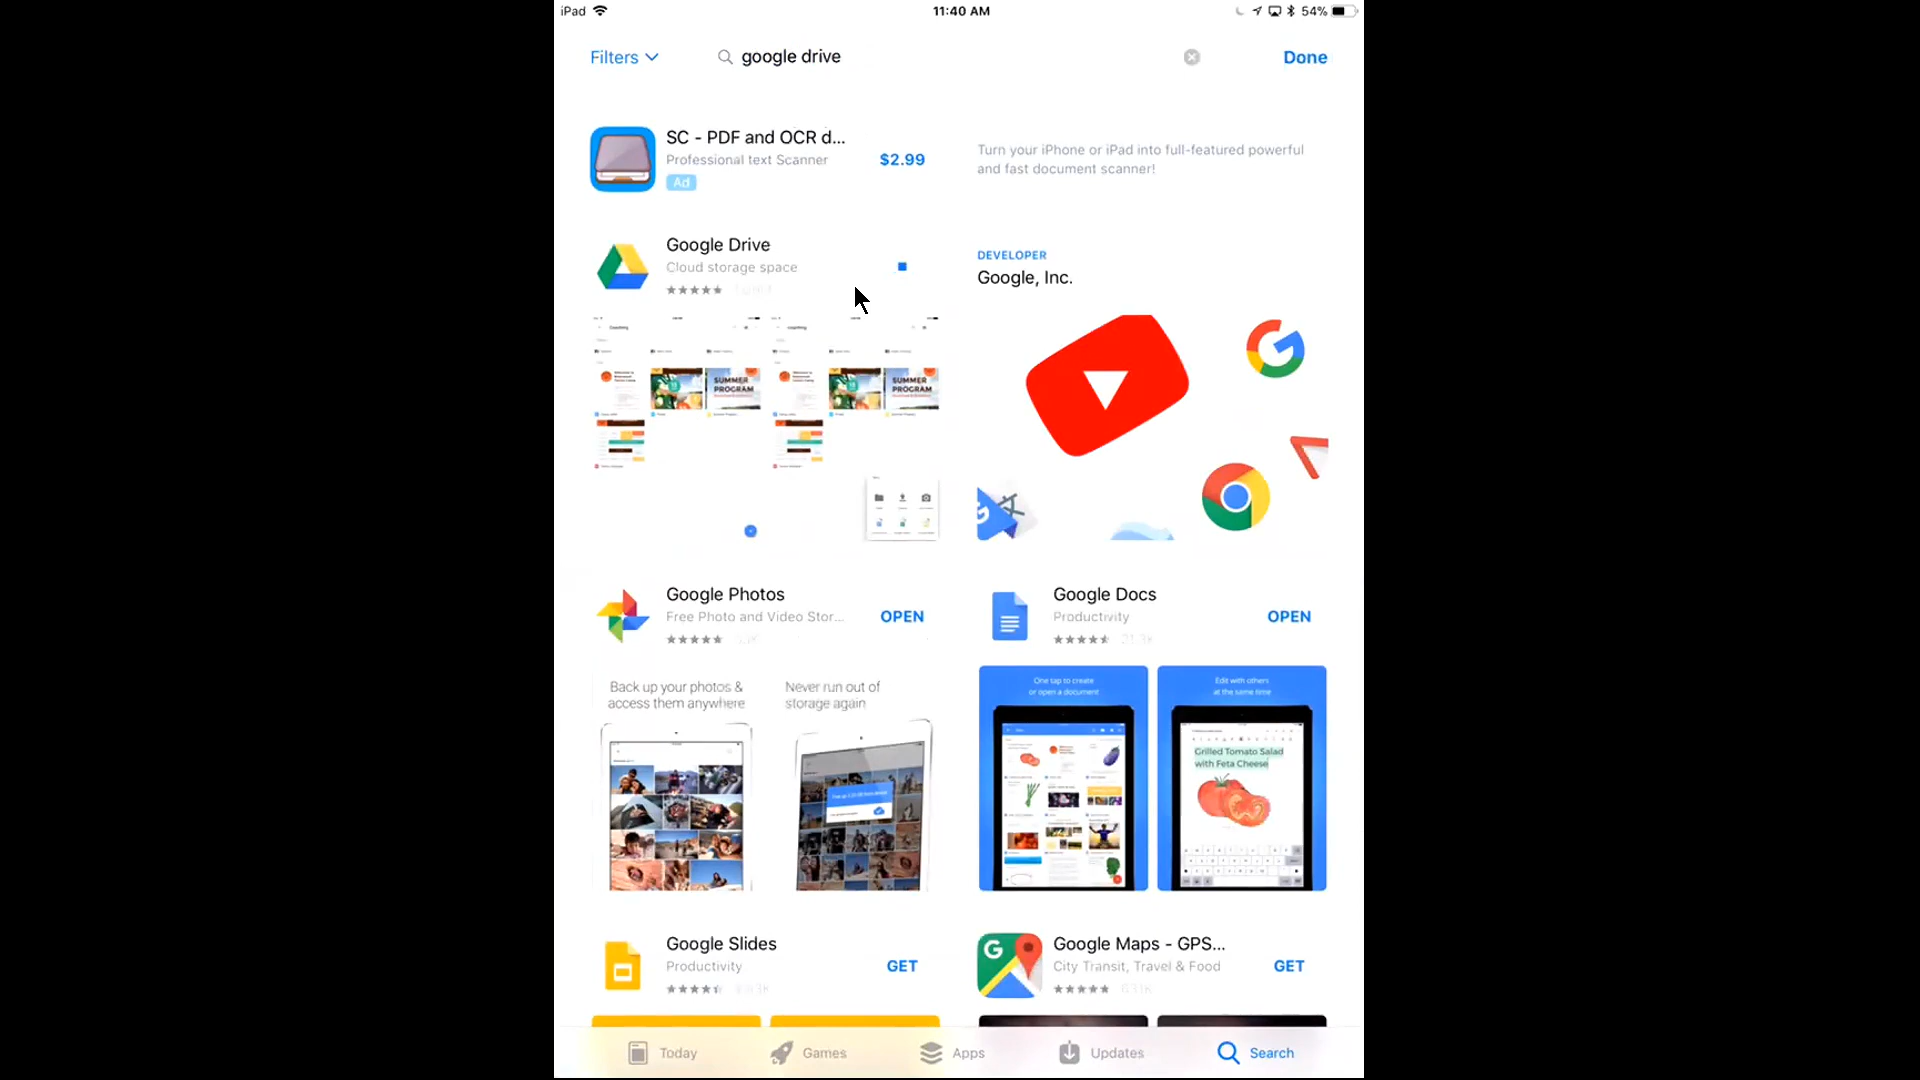 iPad
11:40 AM
54%
Filters
google drive
Done
SC - PDF and OCR d...
Professional text Scanner
Ad
$2.99
Turn your iPhone or iPad into full-featured powerful
and fast document scanner!
Google Drive
Cloud storage space
DEVELOPER
Google, Inc.
SUMMER
PROGRAM
SUMMER
PROGRAM
Google Photos
Free Photo and Video Stor...
OPEN
Google Docs
Productivity
OPEN
Back up your photos &
access them anywhere
Never run out of
storage again
One tap to create
or open a document
Edit with others
at the same time
Grilled Tomato Salad
with Feta Cheese
Google Slides
Productivity
GET
Google Maps - GPS...
City Transit, Travel & Food
GET
Today
Games
Apps
Updates
Search